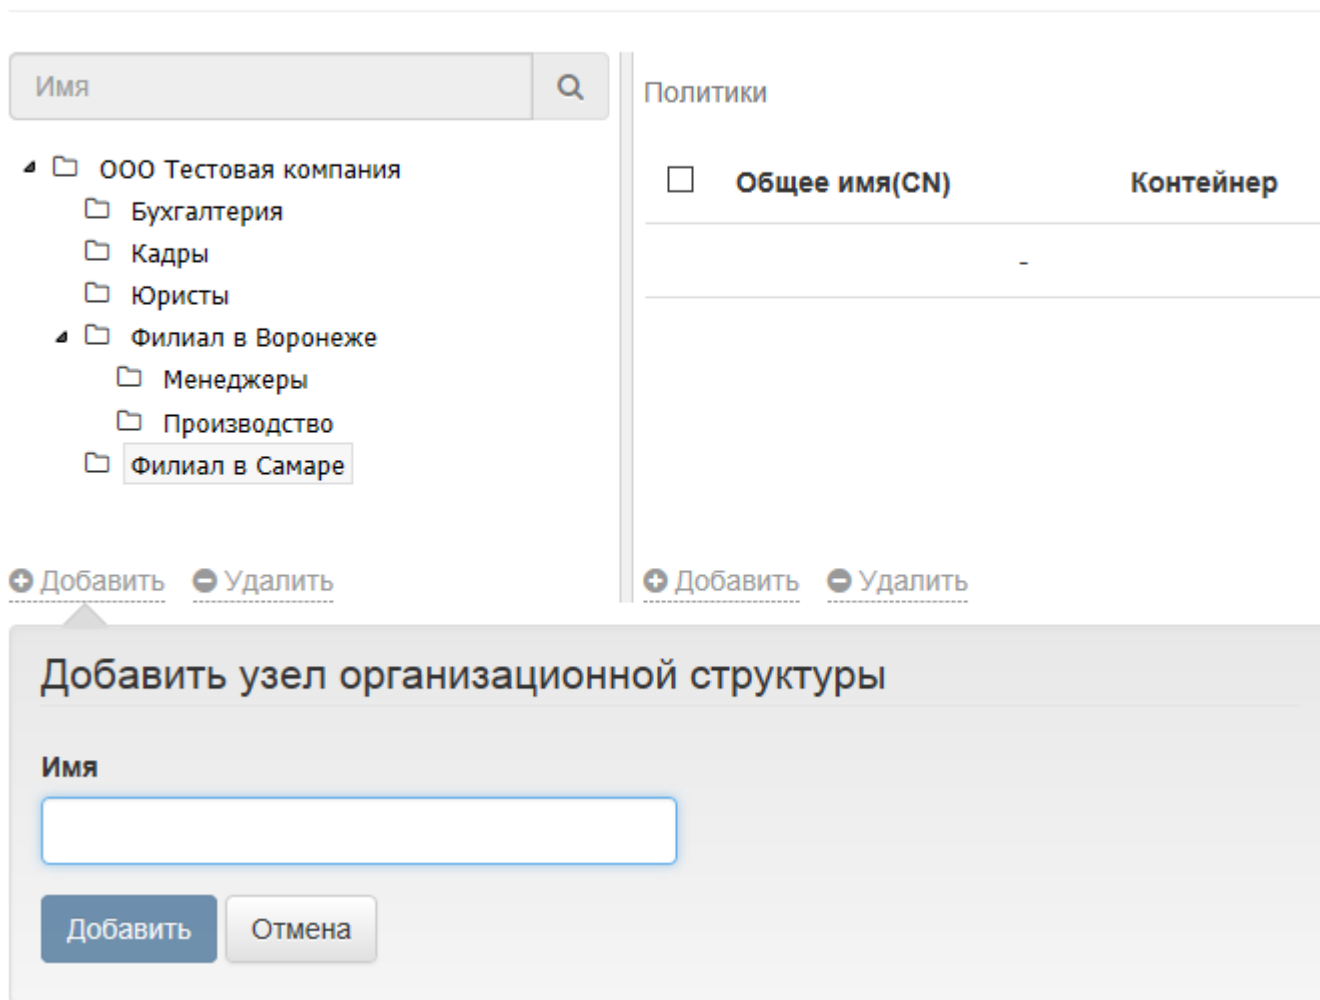 Имя
ООО Тестовая компания
Бухгалтерия
Кадры
Юристы
Филиал в Воронеже
Менеджеры
Производство
Филиал в Самаре
Добавить Удалить
Политики
Общее имя(CN) Контейнер
-
Добавить Удалить
Добавить узел организационной структуры
Имя
Добавить Отмена